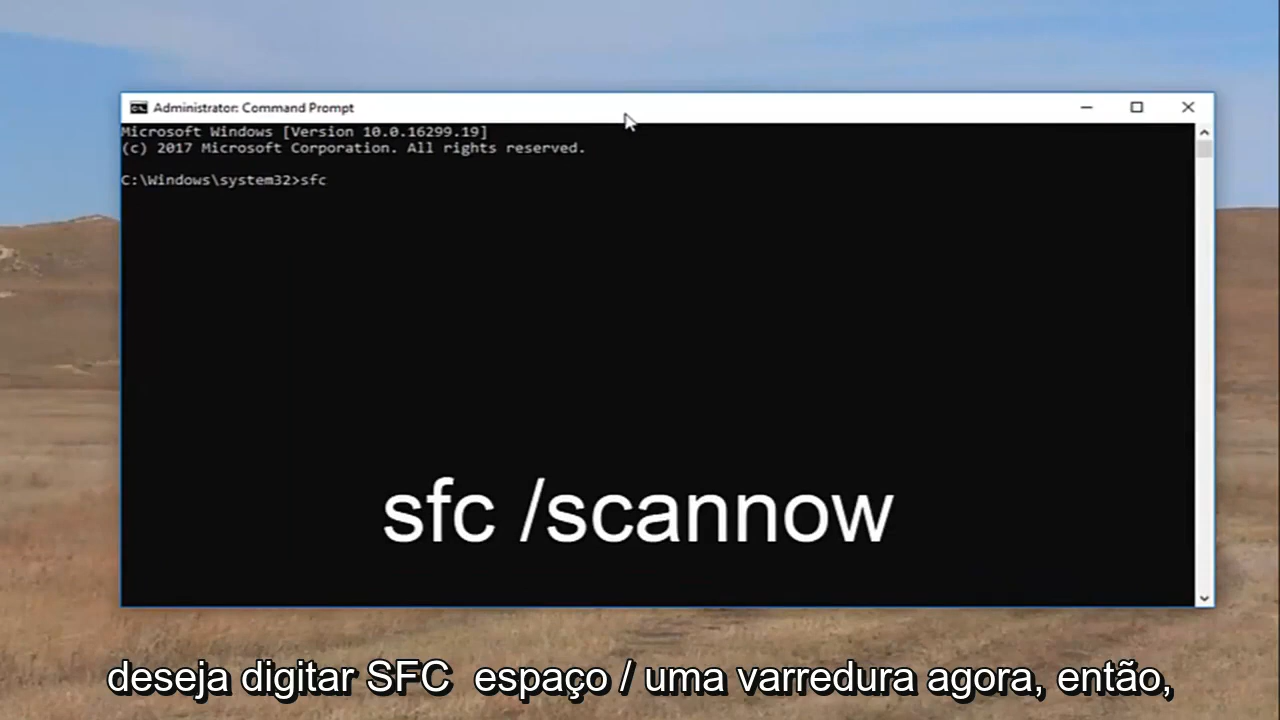 Administrator: Command Prompt
Microsoft Windows [Version 10.0.16299.19]
(c) 2017 Microsoft Corporation. All rights reserved.
C:\Windows\system32>sfc
sfc /scannow
deseja digitar SFC espaço / uma varredura agora, então,